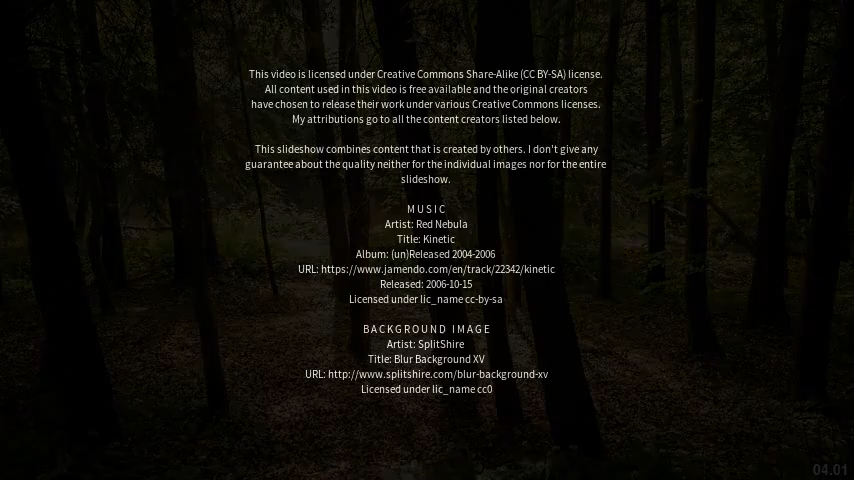 This video is licensed under Creative Commons Share-Alike (CC BY-SA) license.
All content used in this video is free available and the original creators
have chosen to release their work under various Creative Commons licenses.
My attributions go to all the content creators listed below.
This slideshow combines content that is created by others. I don't give any
guarantee about the quality neither for the individual images nor for the entire
slideshow.
MUSIC
Artist: Red Nebula
Title: Kinetic
Album: (un)Released 2004-2006
URL: https://www.jamendo.com/en/track/22342/kinetic
Released: 2006-10-15
Licensed under lic_name cc-by-sa
BACKGROUND IMAGE
Artist: SplitShire
Title: Blur Background XV
URL: http://www.splitshire.com/blur-background-xv
Licensed under lic_name cc0
04.01